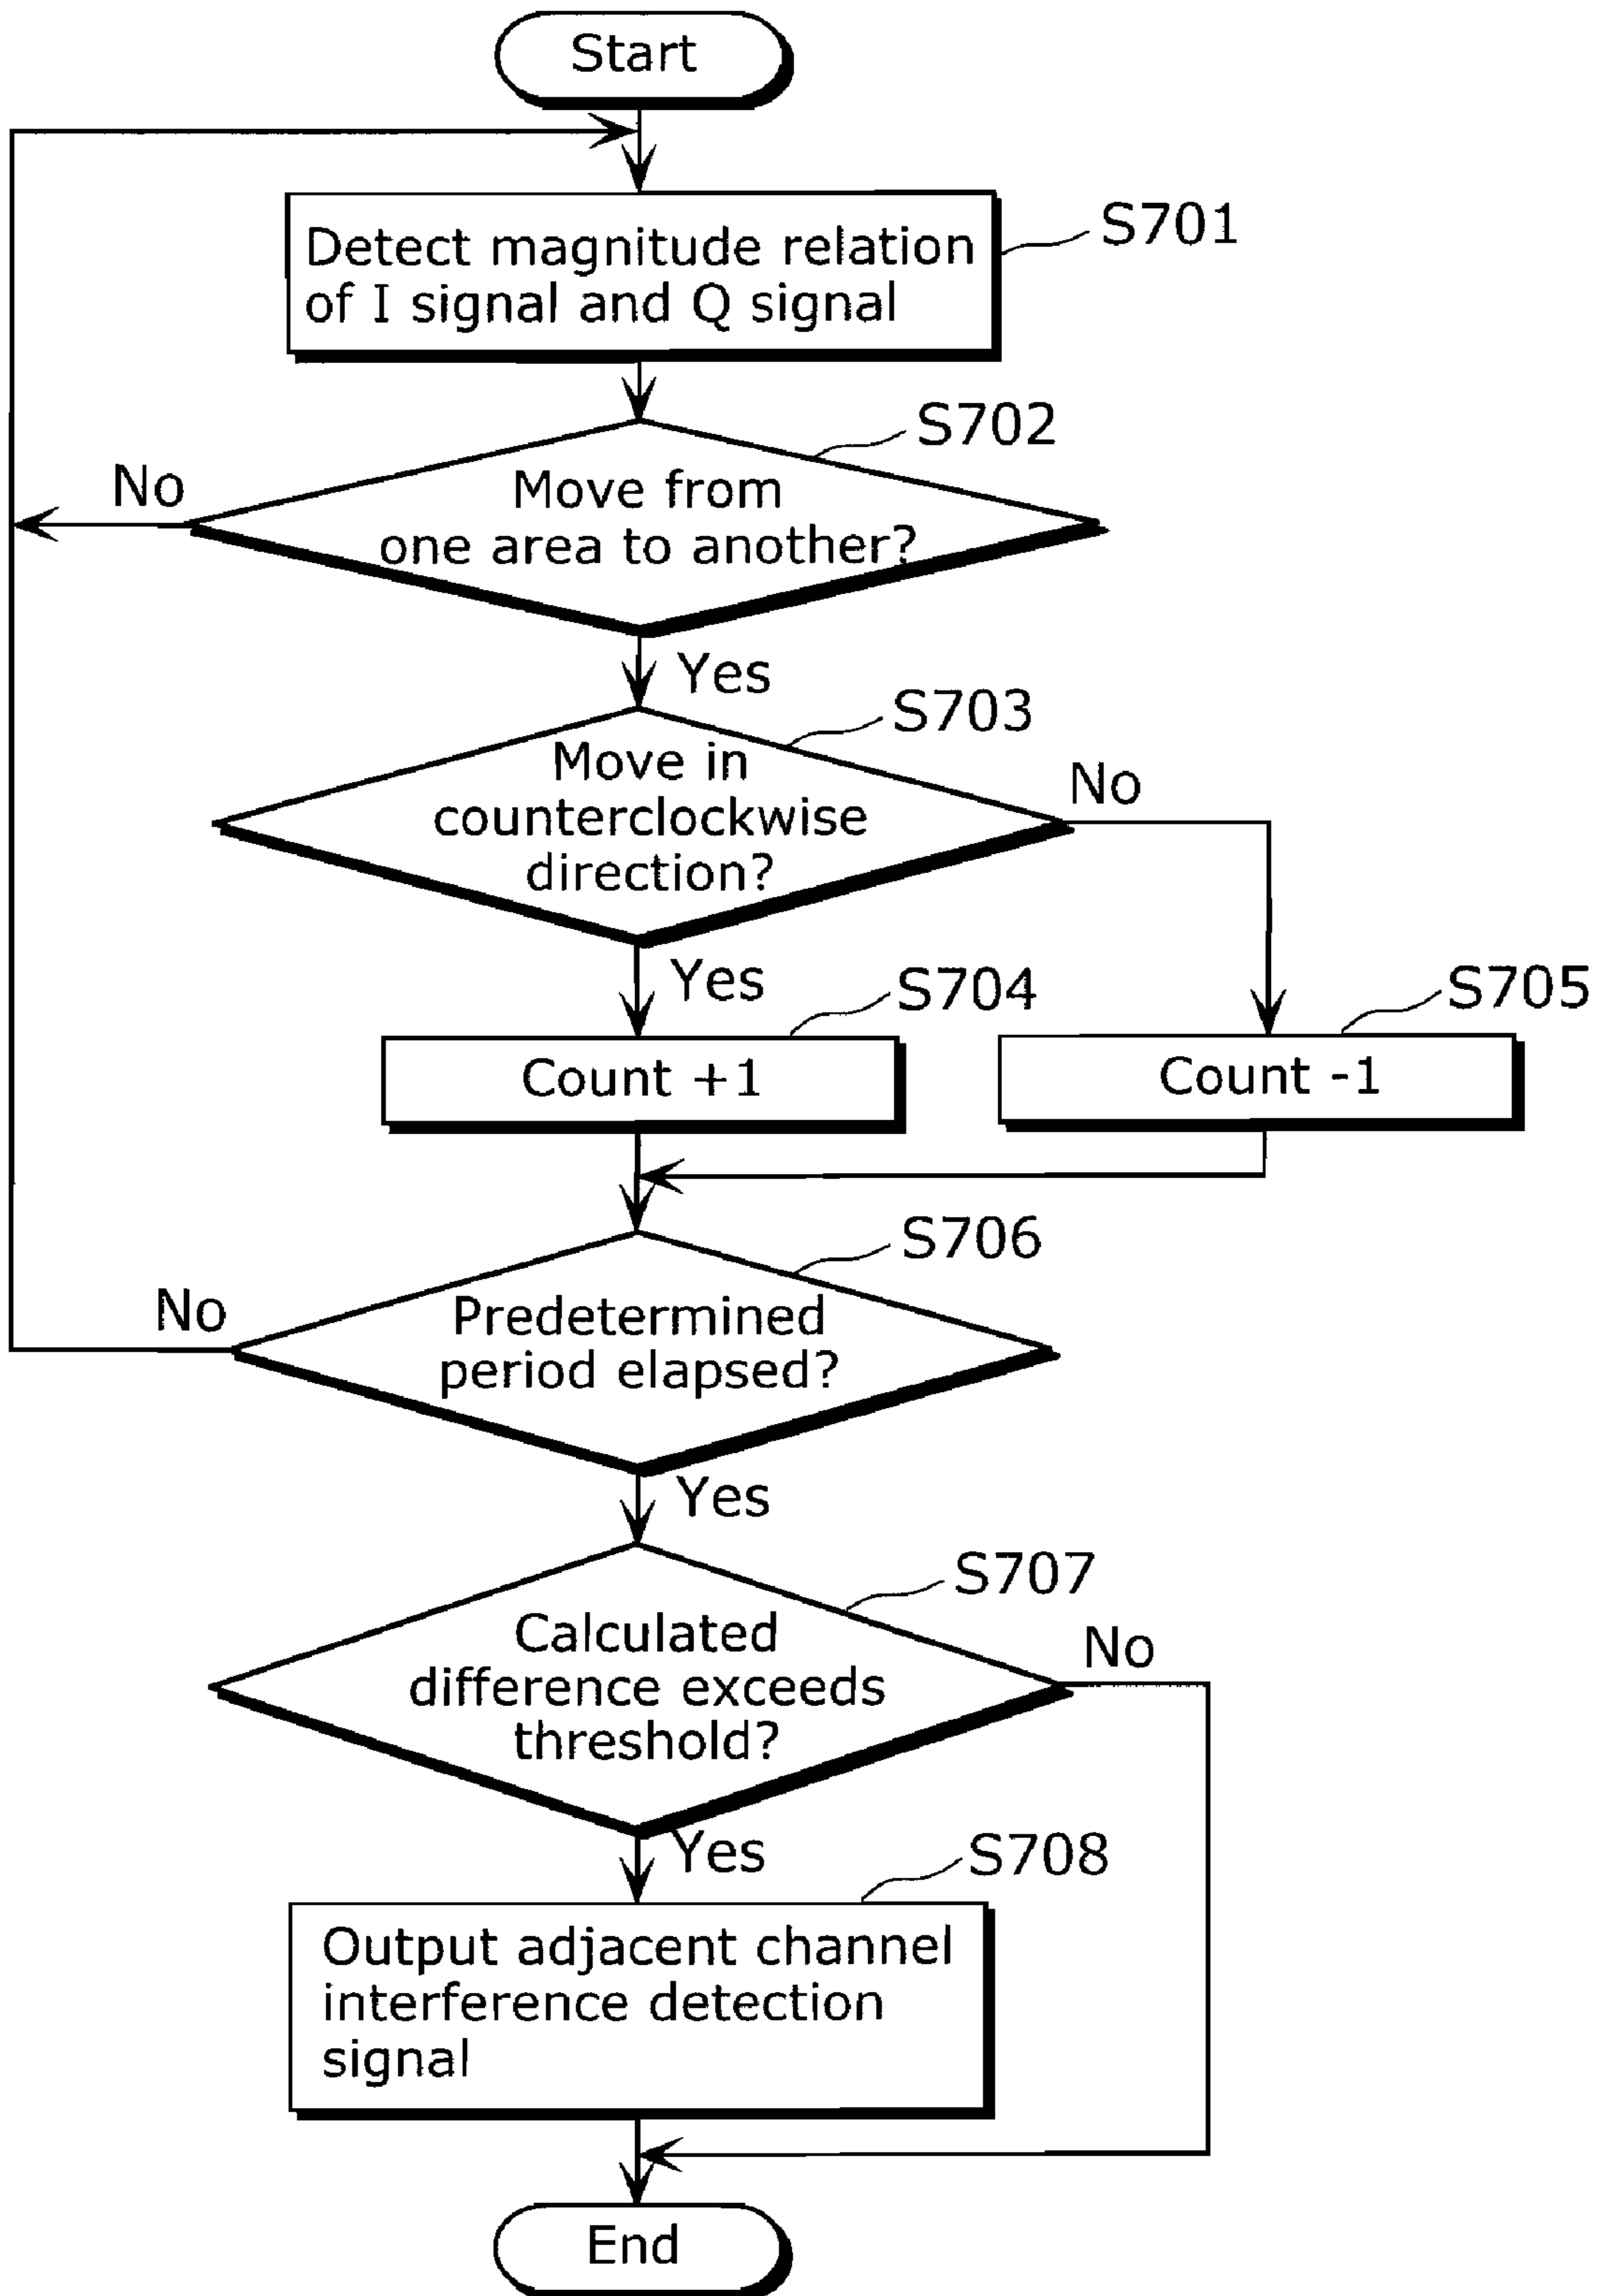 Start
S701
Detect magnitude relation
of I signal and Q signal
S702
No
Move from
one area to another?
Yes
S703
Move in
counterclockwise
direction?
No
Yes
S704
S705
Count +1
Count -1
S706
No
Predetermined
period elapsed?
Yes
S707
Calculated
difference exceeds
threshold?
No
Yes
S708
Output adjacent channel
interference detection
signal
End